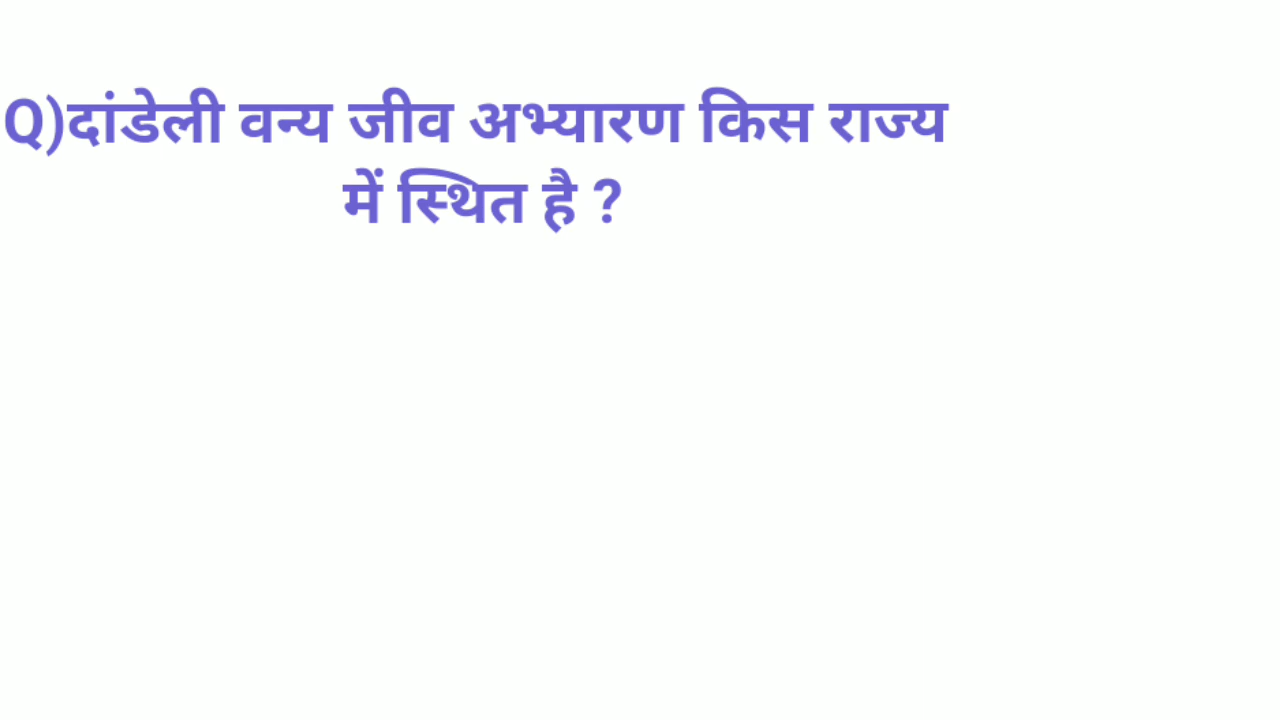 Q)दांडेली वन्य जीव अभ्यारण किस राज्य
में स्थित है ?